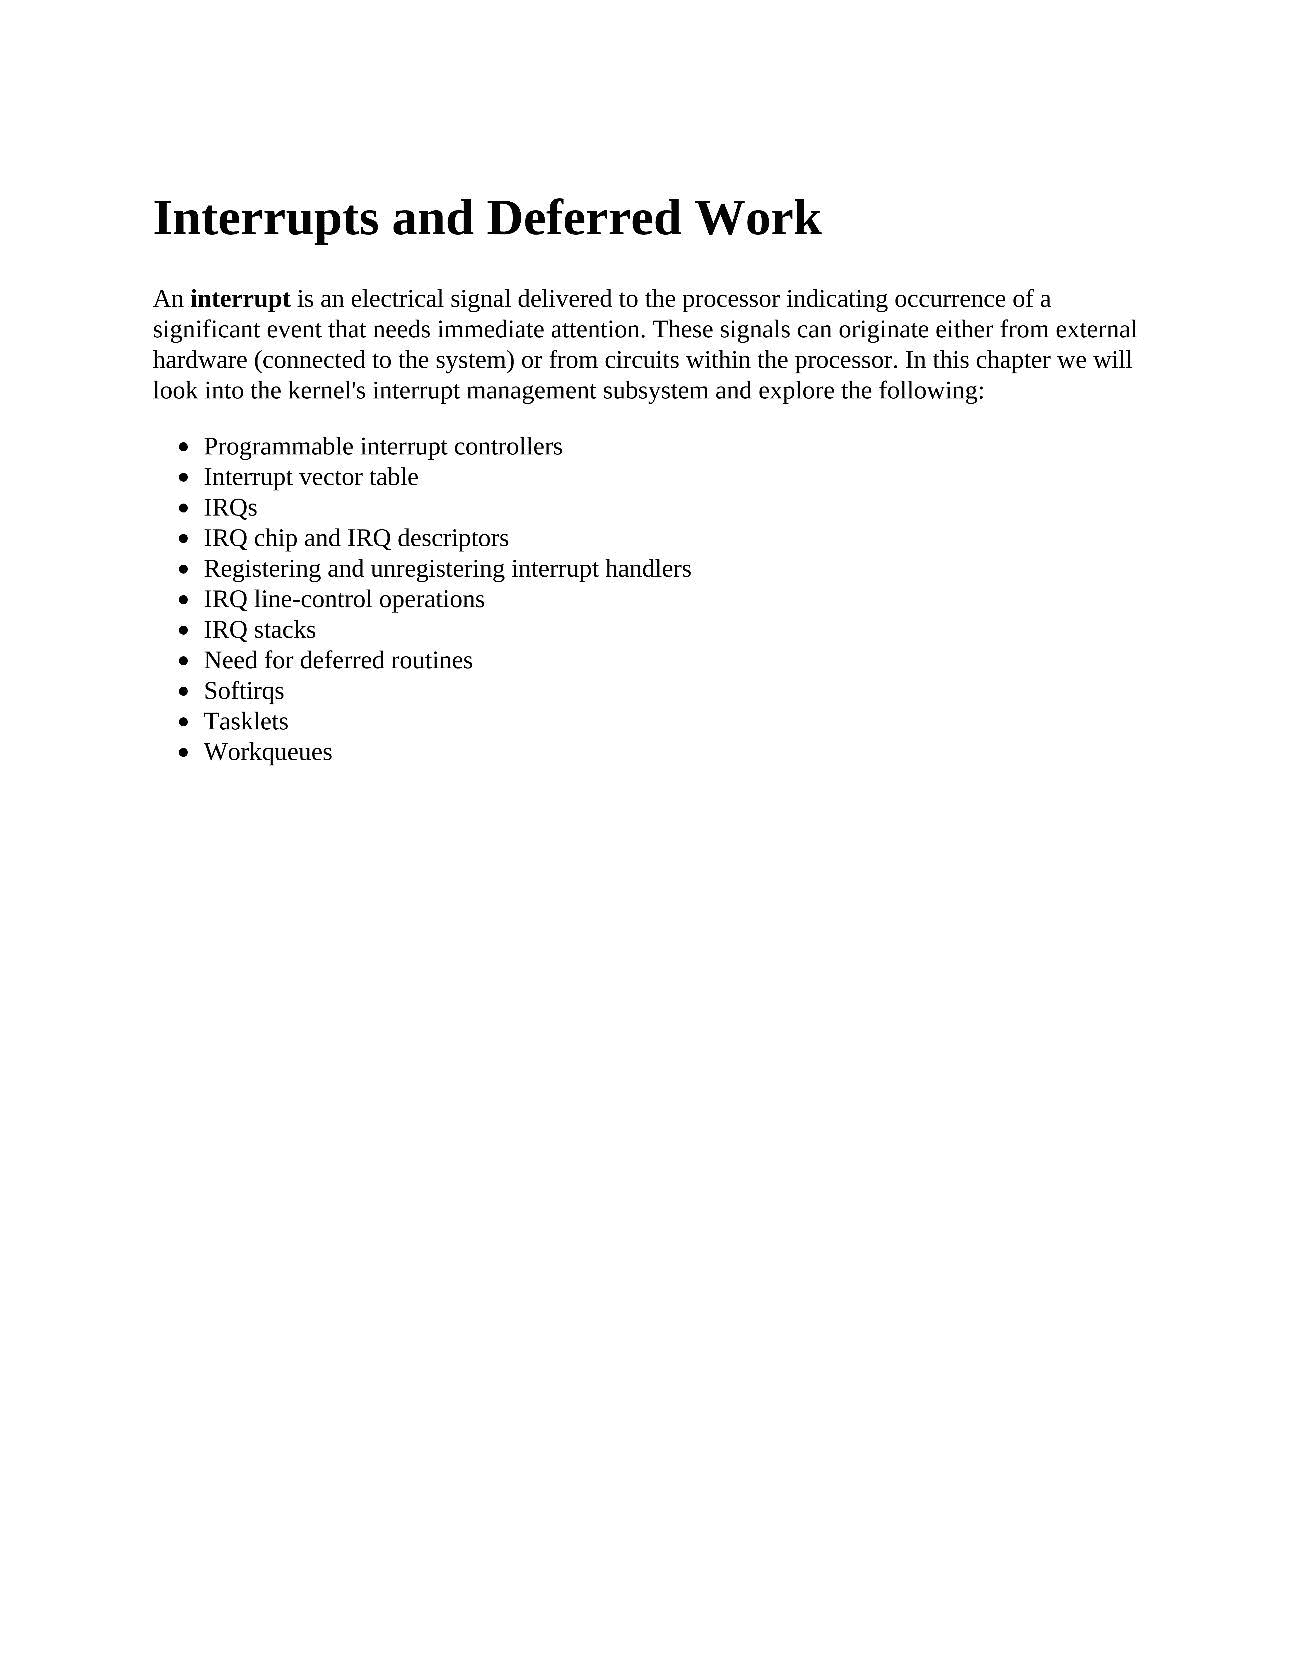 Interrupts and Deferred Work
An interrupt is an electrical signal delivered to the processor indicating occurrence of a
significant event that needs immediate attention. These signals can originate either from external
hardware (connected to the system) or from circuits within the processor. In this chapter we will
look into the kernel's interrupt management subsystem and explore the following:
• Programmable interrupt controllers
• Interrupt vector table
• IRQs
• IRQ chip and IRQ descriptors
• Registering and unregistering interrupt handlers
• IRQ line-control operations
• IRQ stacks
• Need for deferred routines
• Softirqs
• Tasklets
• Workqueues